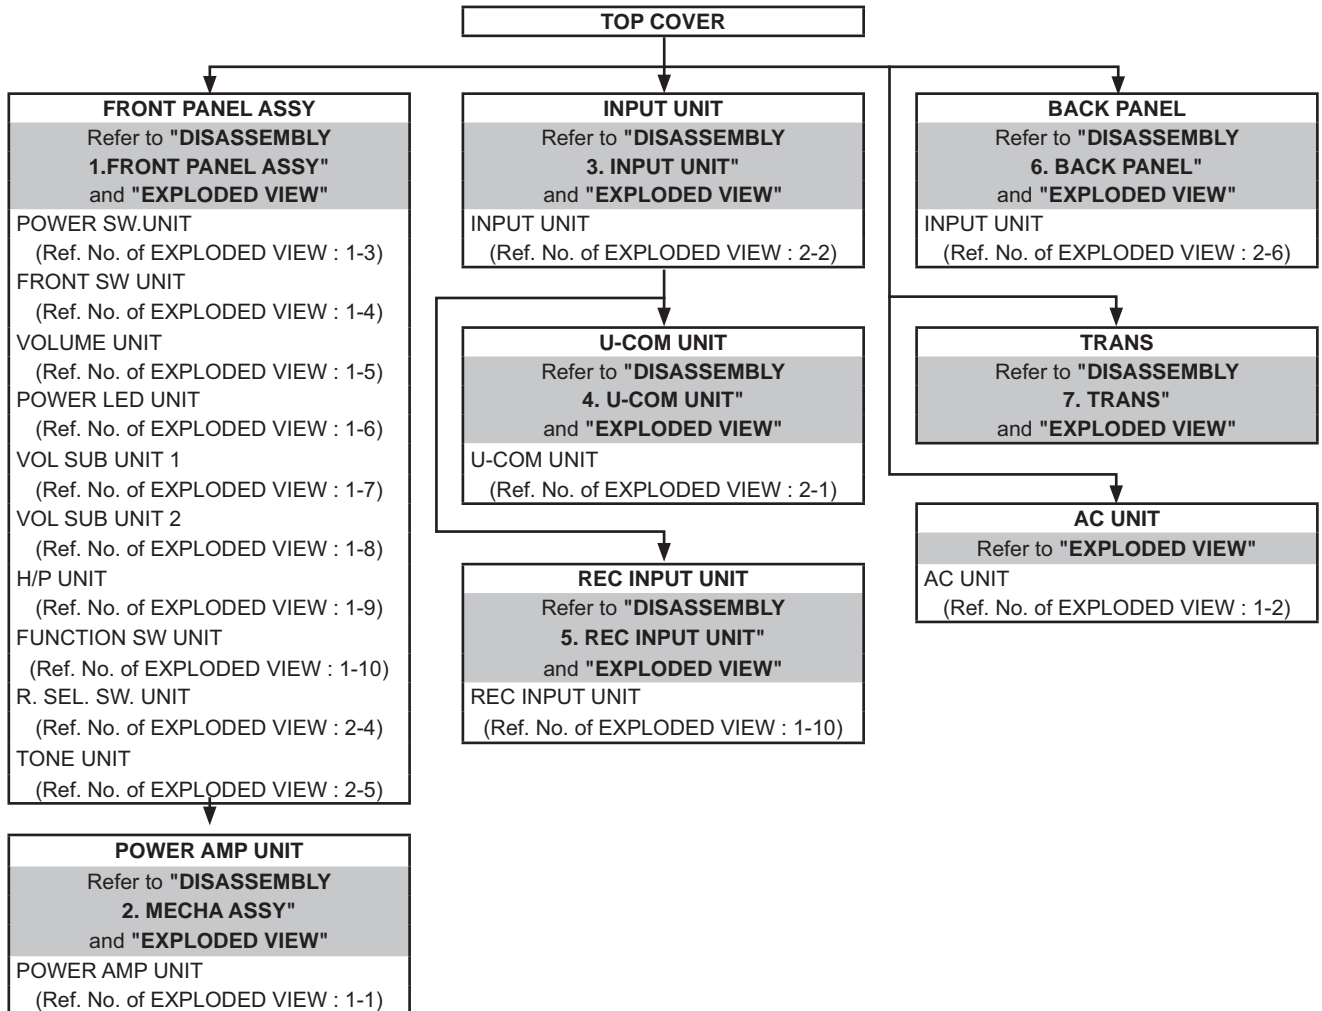 TOP COVER
FRONT PANEL ASSY
Refer to "DISASSEMBLY
1.FRONT PANEL ASSY"
and "EXPLODED VIEW"
POWER SW.UNIT
(Ref. No. of EXPLODED VIEW : 1-3)
FRONT SW UNIT
(Ref. No. of EXPLODED VIEW : 1-4)
VOLUME UNIT
(Ref. No. of EXPLODED VIEW : 1-5)
POWER LED UNIT
(Ref. No. of EXPLODED VIEW : 1-6)
VOL SUB UNIT 1
(Ref. No. of EXPLODED VIEW : 1-7)
VOL SUB UNIT 2
(Ref. No. of EXPLODED VIEW : 1-8)
H/P UNIT
(Ref. No. of EXPLODED VIEW : 1-9)
FUNCTION SW UNIT
(Ref. No. of EXPLODED VIEW : 1-10)
R. SEL. SW. UNIT
(Ref. No. of EXPLODED VIEW : 2-4)
TONE UNIT
(Ref. No. of EXPLODED VIEW : 2-5)
POWER AMP UNIT
Refer to "DISASSEMBLY
2. MECHA ASSY"
and "EXPLODED VIEW"
POWER AMP UNIT
(Ref. No. of EXPLODED VIEW : 1-1)
INPUT UNIT
Refer to "DISASSEMBLY
3. INPUT UNIT"
and "EXPLODED VIEW"
INPUT UNIT
(Ref. No. of EXPLODED VIEW : 2-2)
U-COM UNIT
Refer to "DISASSEMBLY
4. U-COM UNIT"
and "EXPLODED VIEW"
U-COM UNIT
(Ref. No. of EXPLODED VIEW : 2-1)
REC INPUT UNIT
Refer to "DISASSEMBLY
5. REC INPUT UNIT"
and "EXPLODED VIEW"
REC INPUT UNIT
(Ref. No. of EXPLODED VIEW : 1-10)
BACK PANEL
Refer to "DISASSEMBLY
6. BACK PANEL"
and "EXPLODED VIEW"
INPUT UNIT
(Ref. No. of EXPLODED VIEW : 2-6)
TRANS
Refer to "DISASSEMBLY
7. TRANS"
and "EXPLODED VIEW"
AC UNIT
Refer to "EXPLODED VIEW"
AC UNIT
(Ref. No. of EXPLODED VIEW : 1-2)